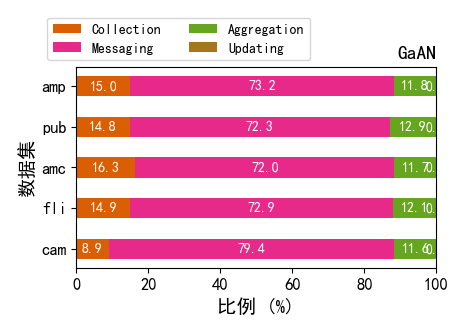 Collection
Aggregation
Messaging
Updating
GaAN
amp 15.0 73.2 11.8
pub 14.8 72.3 12.9
amc 16.3 72.0 11.7
fli 14.9 72.9 12.1
cam 8.9 79.4 11.6
数据集
0 20 40 60 80 100
比例 (%)